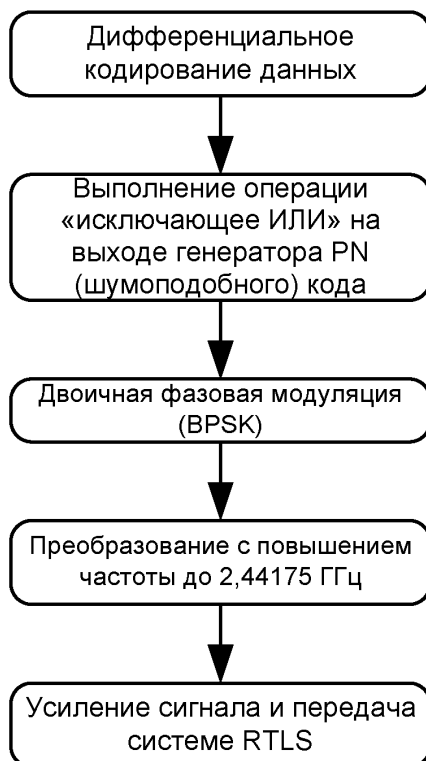 Дифференциальное
кодирование данных
Выполнение операции
«исключающее ИЛИ» на
выходе генератора PN
(шумоподобного) кода
Двоичная фазовая модуляция
(BPSK)
Преобразование с повышением
частоты до 2,44175 ГГц
Усиление сигнала и передача
системе RTLS